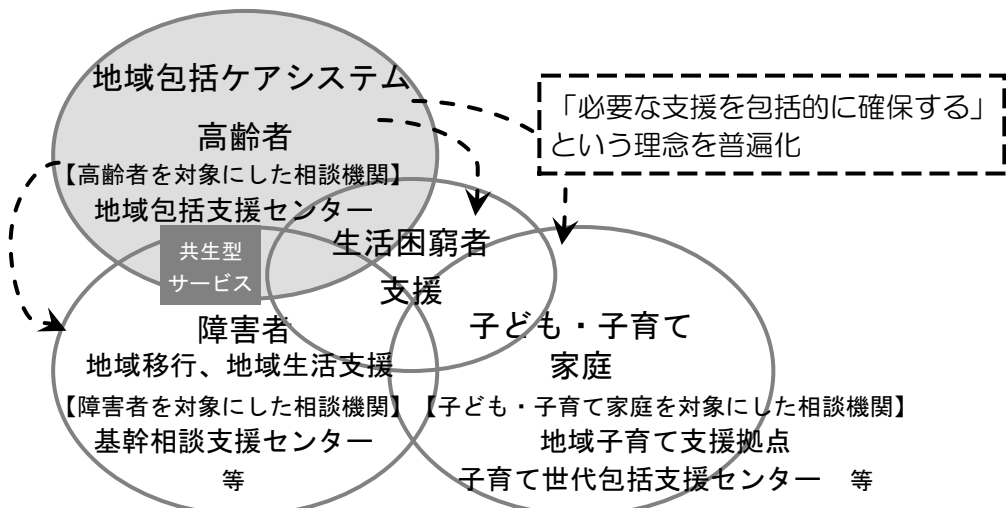 地域包括ケアシステム
高齢者
【高齢者を対象にした相談機関】
地域包括支援センター
「必要な支援を包括的に確保する」
という理念を普遍化
共生型
サービス
生活困窮者
支援
障害者
地域移行、地域生活支援
【障害者を対象にした相談機関】
基幹相談支援センター
等
子ども・子育て
家庭
【子ども・子育て家庭を対象にした相談機関】
地域子育て支援拠点
子育て世代包括支援センター　等